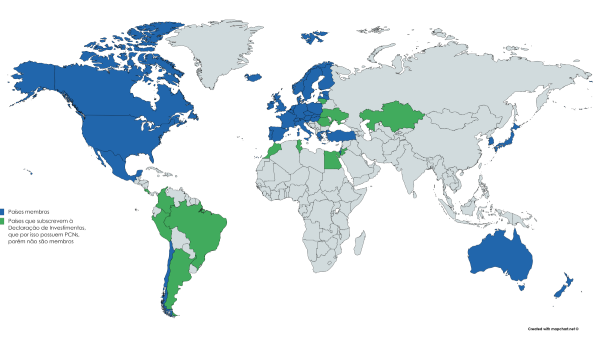 Países membros
Países que subscrevem à
Declaração de Investimentos,
que por isso possuem PCNs,
porém não são membros
Created with mapchart.net ©